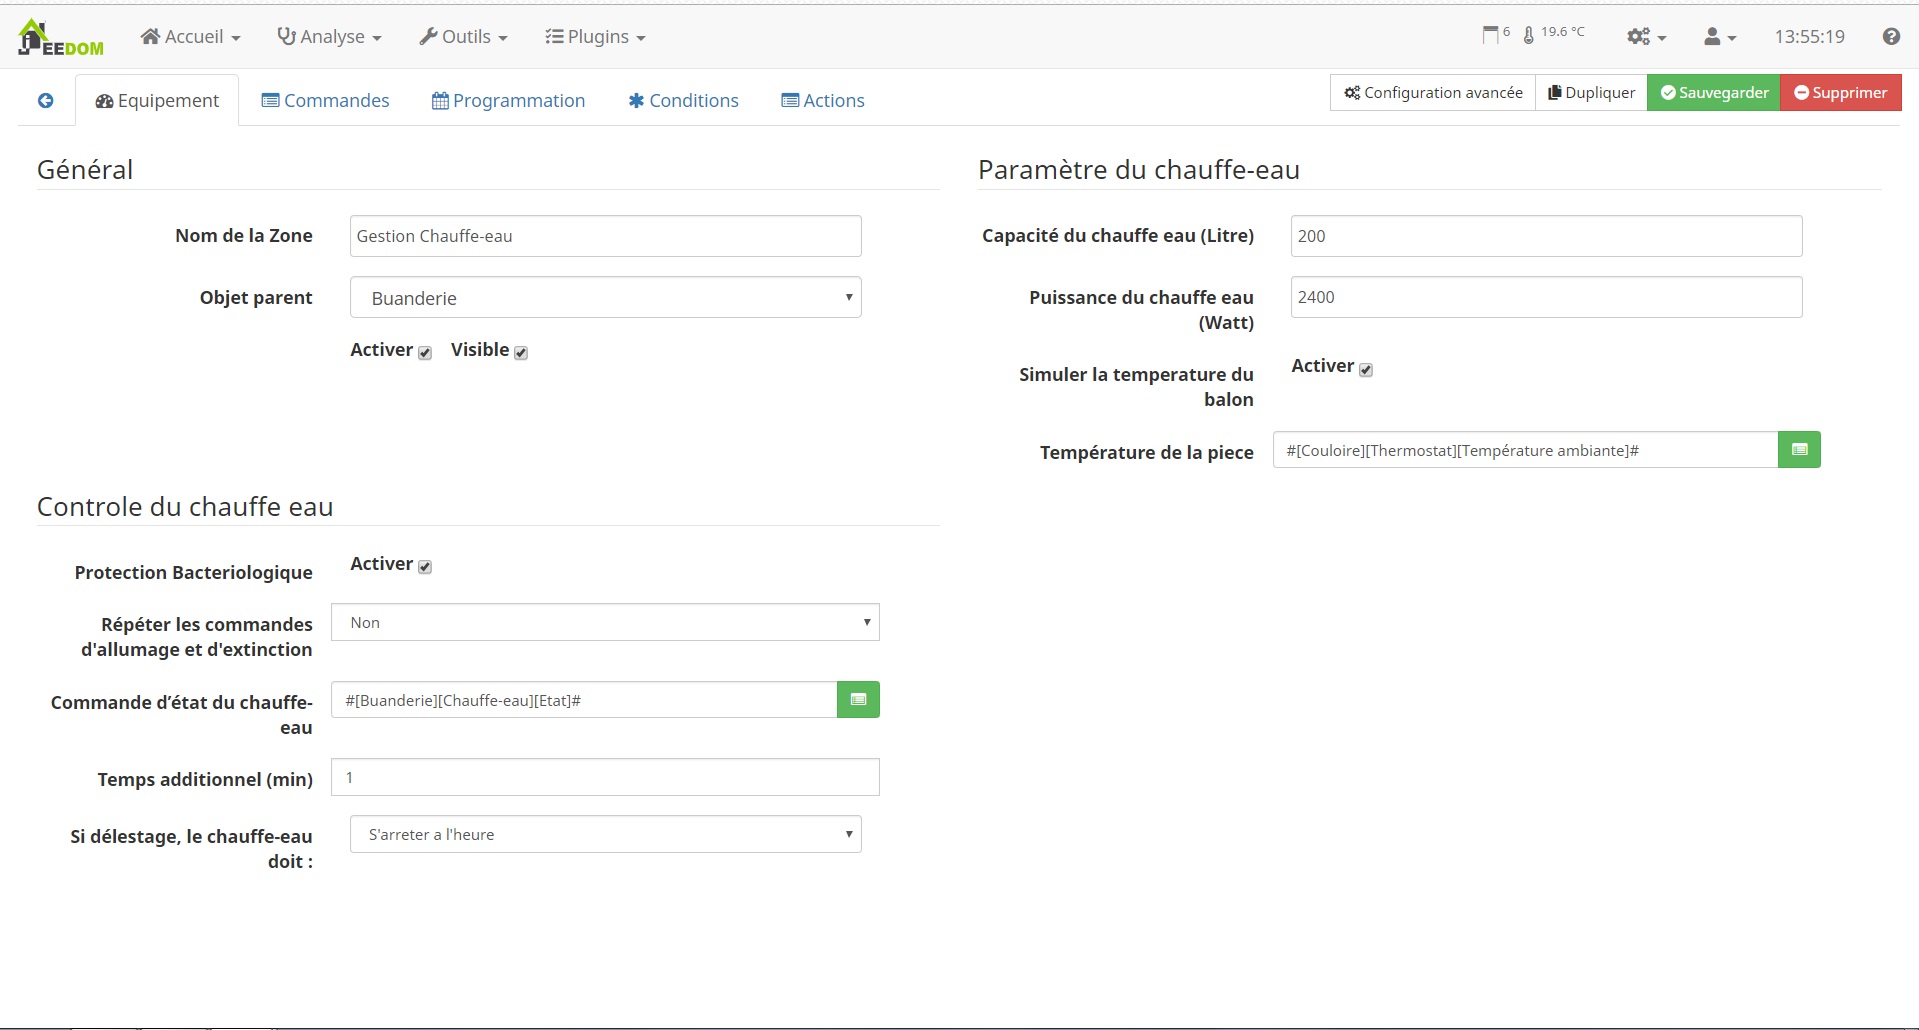 JEEDOM Accueil Analyse Outils Plugins 6 19.6 °C 13:55:19
Equipement Commandes Programmation Conditions Actions Configuration avancée Dupliquer Sauvegarder Supprimer
Général
Nom de la Zone Gestion Chauffe-eau
Objet parent Buanderie
Activer Visible
Paramètre du chauffe-eau
Capacité du chauffe eau (Litre) 200
Puissance du chauffe eau 2400
(Watt)
Simuler la temperature du Activer
balon
Température de la piece #[Couloire][Thermostat][Température ambiante]#
Controle du chauffe eau
Protection Bacteriologique Activer
Répéter les commandes Non
d'allumage et d'extinction
Commande d’état du chauffe- #[Buanderie][Chauffe-eau][Etat]#
eau
Temps additionnel (min) 1
Si délestage, le chauffe-eau S'arreter a l'heure
doit :